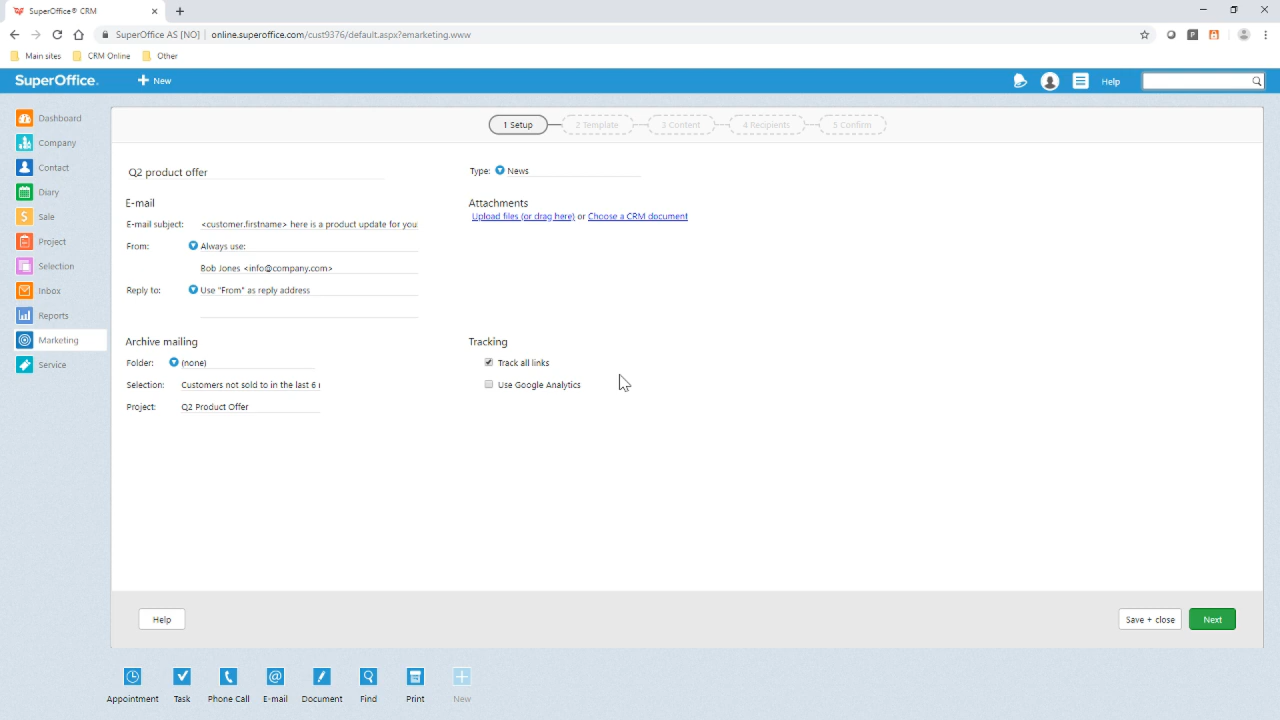 SuperOffice® CRM
SuperOffice AS [NO] | online.superoffice.com/cust9376/default.aspx?emarketing.www
Main sites CRM Online Other
SuperOffice. New Help
Dashboard
Company
Contact
Diary
Sale
Project
Selection
Inbox
Reports
Marketing
Service
1 Setup 2 Template 3 Content 4 Recipients 5 Confirm
Q2 product offer
Type: News
E-mail
Attachments
Upload files (or drag here) or Choose a CRM document
E-mail subject: <customer.firstname> here is a product update for you!
From: Always use:
Bob Jones <info@company.com>
Reply to: Use "From" as reply address
Archive mailing
Tracking
Folder: (none)
Track all links
Selection: Customers not sold to in the last 6
Use Google Analytics
Project: Q2 Product Offer
Help Save + close Next
Appointment Task Phone Call E-mail Document Find Print New